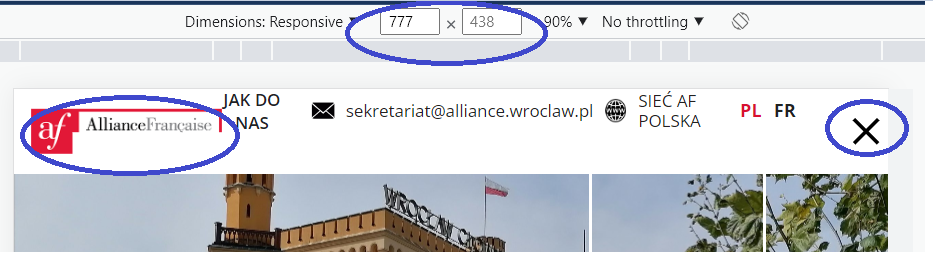 Dimensions: Responsive ▼ 777 × 438 90% ▼ No throttling ▼
JAK DO
NAS
af AllianceFrançaise
sekretariat@alliance.wroclaw.pl
SIEĆ AF
POLSKA
PL FR
WROCŁAW